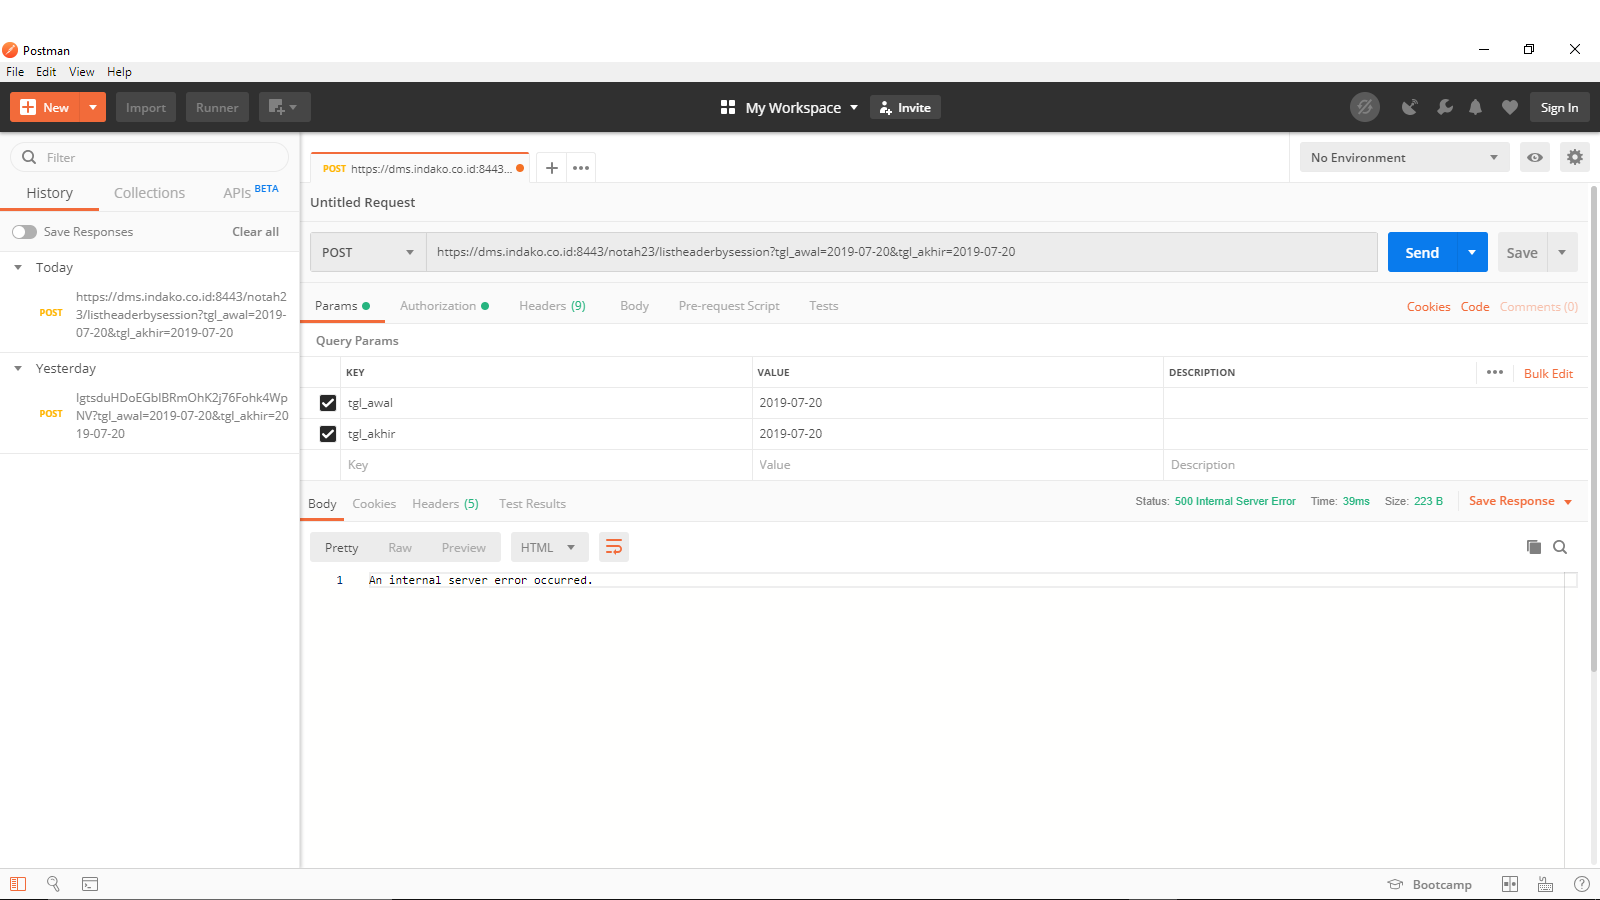 Postman
File Edit View Help
New Import Runner My Workspace Invite Sign In
Filter
History Collections APIs BETA
Save Responses Clear all
Today
POST https://dms.indako.co.id:8443/notah2
3/listheaderbysession?tgl_awal=2019-
07-20&tgl_akhir=2019-07-20
Yesterday
POST lgtsduHDoEGblBRmOhK2j76Fohk4Wp
NV?tgl_awal=2019-07-20&tgl_akhir=20
19-07-20
POST https://dms.indako.co.id:8443... + •••
No Environment
Untitled Request
POST https://dms.indako.co.id:8443/notah23/listheaderbysession?tgl_awal=2019-07-20&tgl_akhir=2019-07-20 Send Save
Params Authorization Headers (9) Body Pre-request Script Tests Cookies Code Comments (0)
Query Params
KEY VALUE DESCRIPTION ••• Bulk Edit
tgl_awal 2019-07-20
tgl_akhir 2019-07-20
Key Value Description
Body Cookies Headers (5) Test Results Status: 500 Internal Server Error Time: 39ms Size: 223 B Save Response
Pretty Raw Preview HTML
1 An internal server error occurred.
Bootcamp